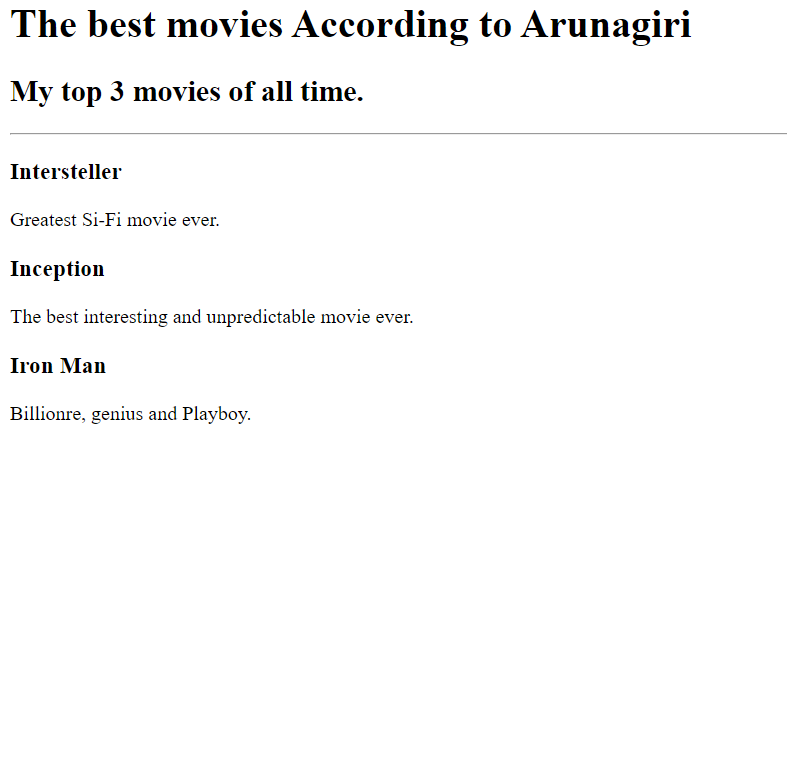 The best movies According to Arunagiri
My top 3 movies of all time.
Intersteller
Greatest Si-Fi movie ever.
Inception
The best interesting and unpredictable movie ever.
Iron Man
Billionre, genius and Playboy.